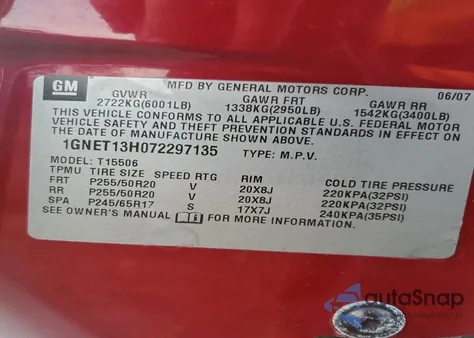 GM MFD BY GENERAL MOTORS CORP. 06/07
GVWR GAWR FRT GAWR RR
2722KG(6001LB) 1338KG(2950LB) 1542KG(3400LB)
THIS VEHICLE CONFORMS TO ALL APPLICABLE U.S. FEDERAL MOTOR
VEHICLE SAFETY AND THEFT PREVENTION STANDARDS IN EFFECT ON THE
DATE OF MANUFACTURE SHOWN ABOVE.
1GNET13H072297135 TYPE: M.P.V.
MODEL: T15506
TPMU TIRE SIZE SPEED RTG RIM COLD TIRE PRESSURE
FRT P255/50R20 V 20X8J 220KPA(32PSI)
RR P255/50R20 V 20X8J 220KPA(32PSI)
SPA P245/65R17 S 17X7J 240KPA(35PSI)
SEE OWNER'S MANUAL FOR MORE INFORMATION.
autoSnap